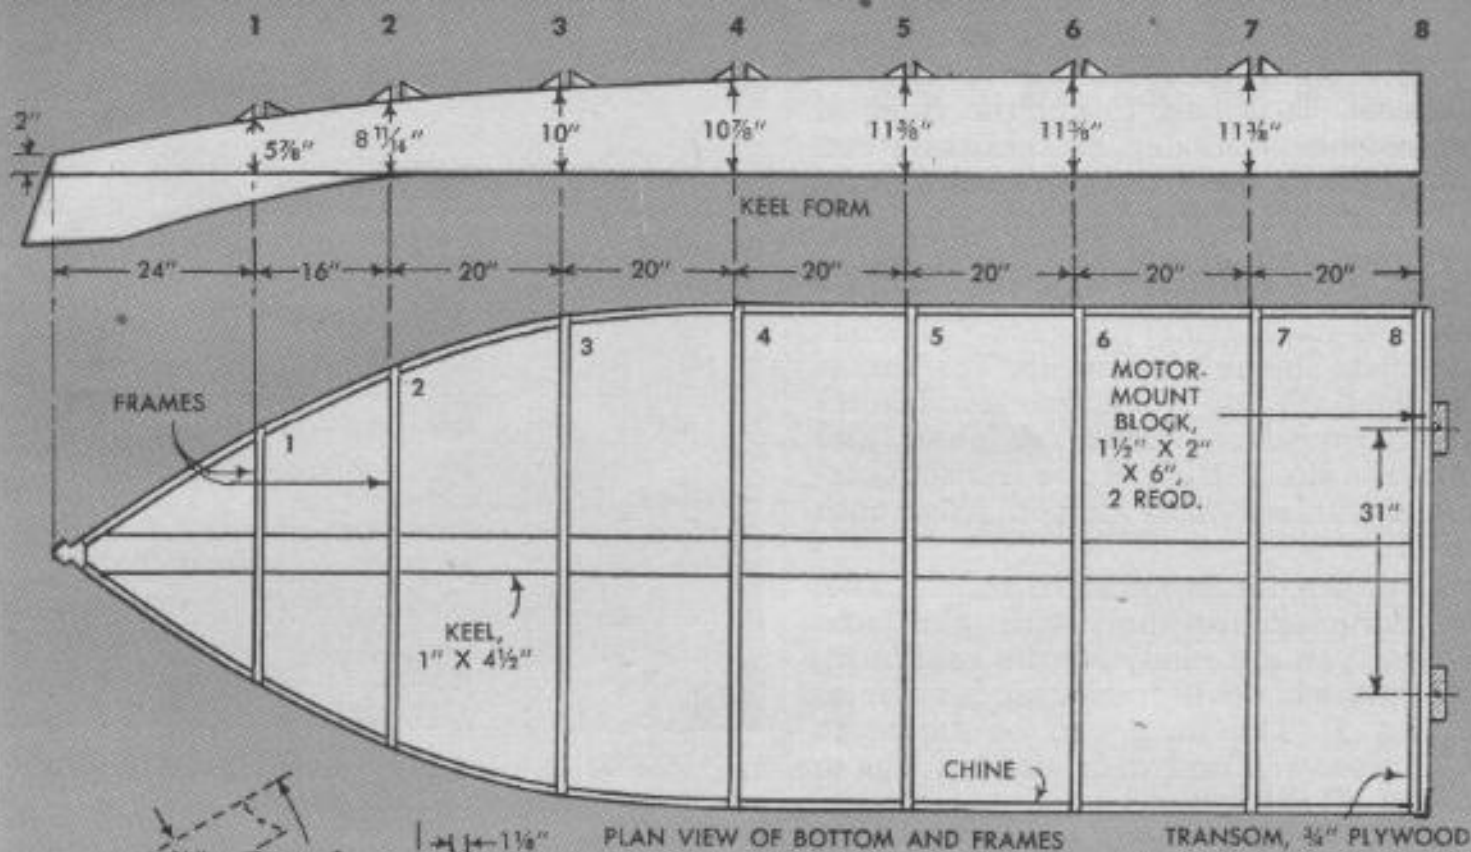 1 2 3 4 5 6 7 8
2"
5⅞" 8 11/16" 10" 10⅞" 11⅜" 11⅜" 11⅜"
KEEL FORM
24" 16" 20" 20" 20" 20" 20" 20"
1 2 3 4 5 6 7 8
FRAMES
MOTOR-
MOUNT
BLOCK,
1½" X 2"
X 6",
2 REQD.
31"
KEEL,
1" X 4½"
CHINE
1⅛"
PLAN VIEW OF BOTTOM AND FRAMES
TRANSOM, ¾" PLYWOOD